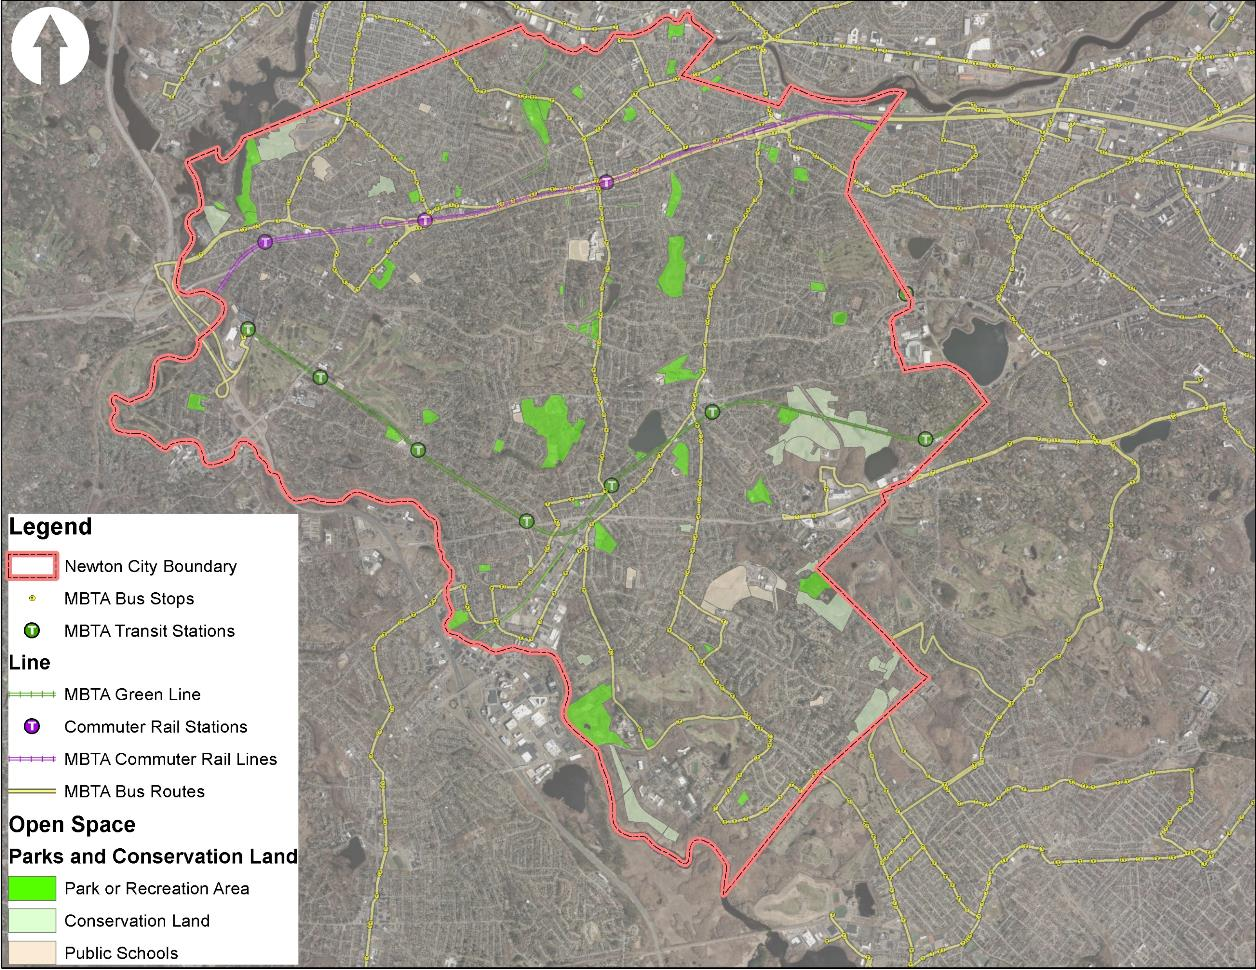 Legend
Newton City Boundary
MBTA Bus Stops
T MBTA Transit Stations
Line
MBTA Green Line
T Commuter Rail Stations
MBTA Commuter Rail Lines
MBTA Bus Routes
Open Space
Parks and Conservation Land
Park or Recreation Area
Conservation Land
Public Schools